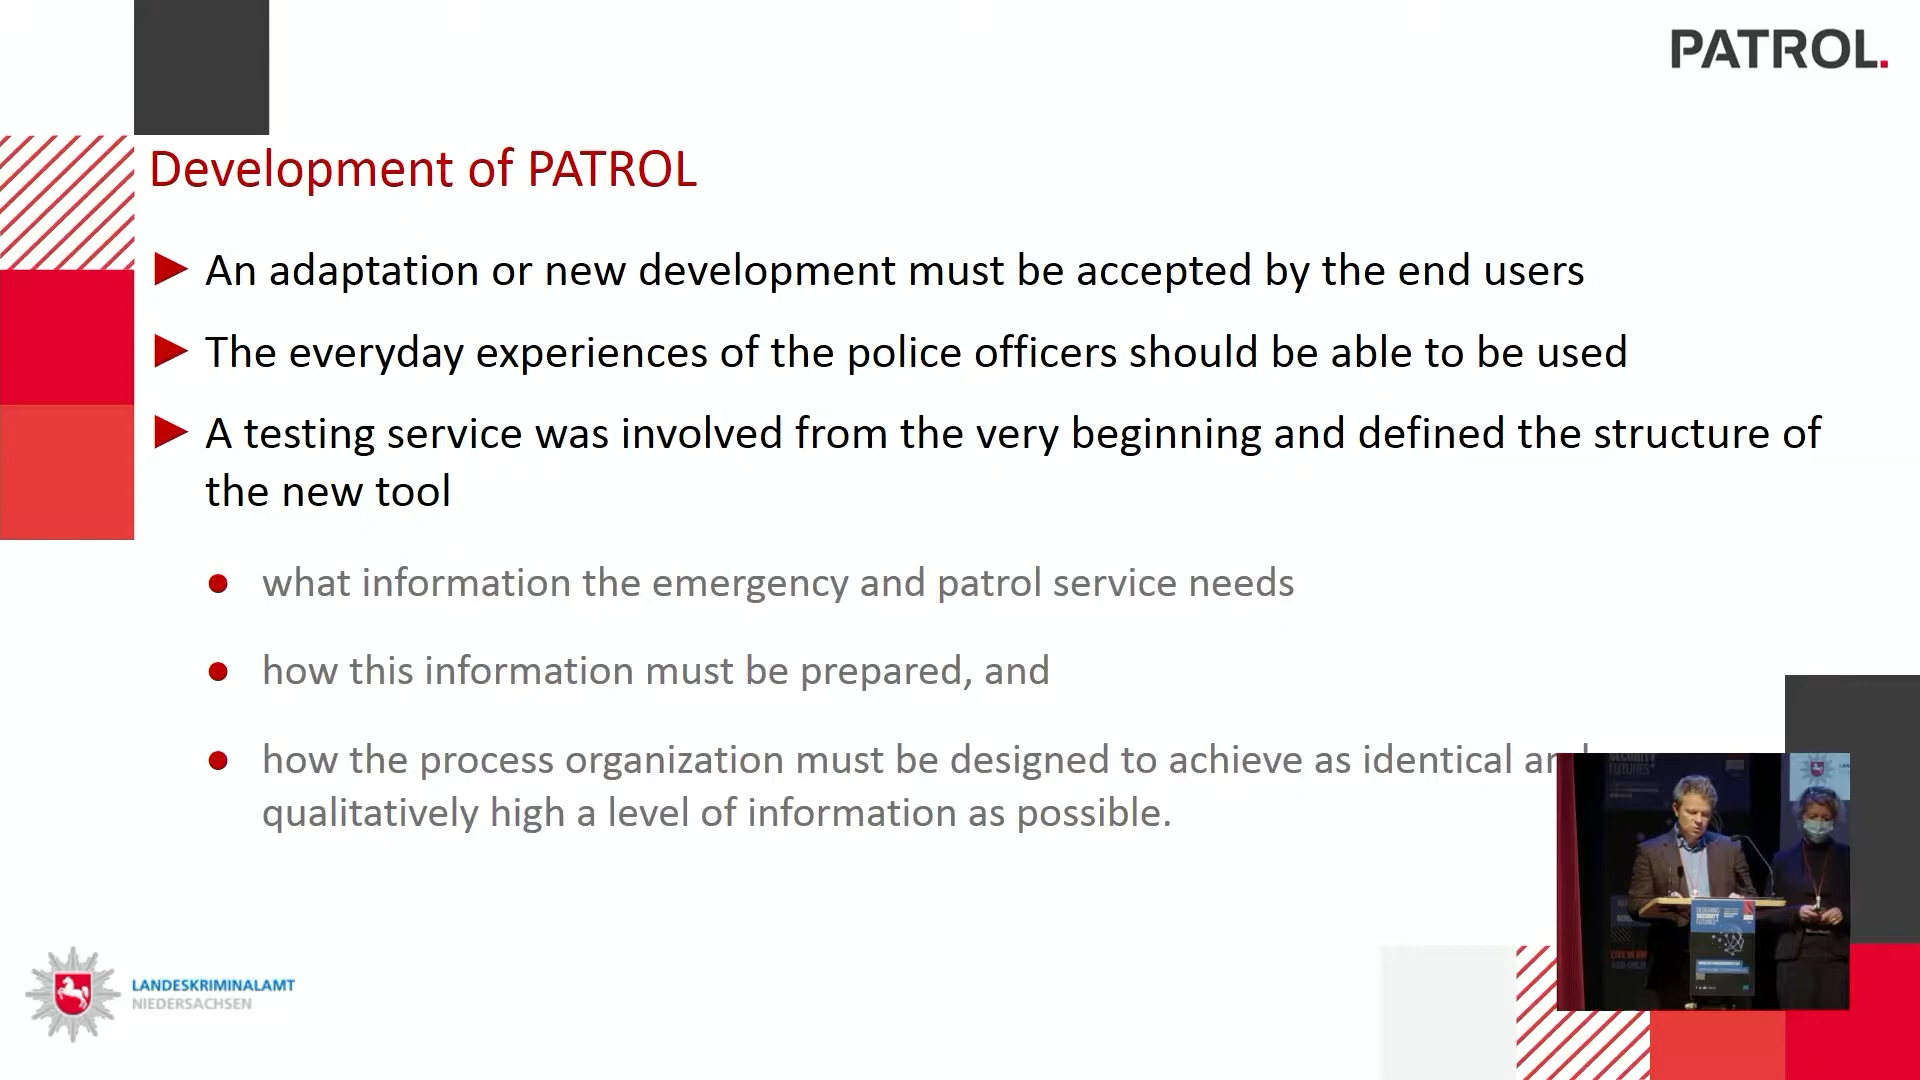 PATROL.
Development of PATROL
An adaptation or new development must be accepted by the end users
The everyday experiences of the police officers should be able to be used
A testing service was involved from the very beginning and defined the structure of
the new tool
what information the emergency and patrol service needs
how this information must be prepared, and
how the process organization must be designed to achieve as identical
qualitatively high a level of information as possible.
LANDESKRIMINALAMT
NIEDERSACHSEN
DESIGNING
SECURITY
FUTURES